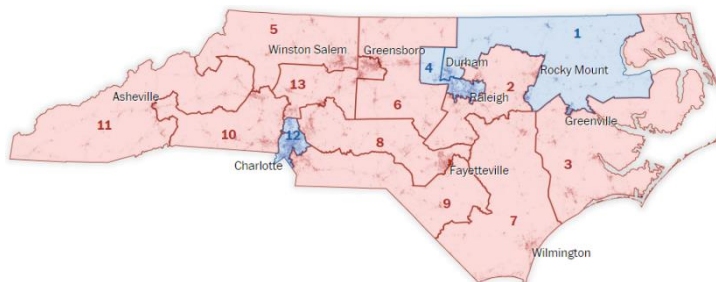 5
1
Winston Salem
Greensboro
Durham
4
2
13
Rocky Mount
Asheville
Raleigh
6
Greenville
11
10
12
8
3
Charlotte
Fayetteville
9
7
Wilmington